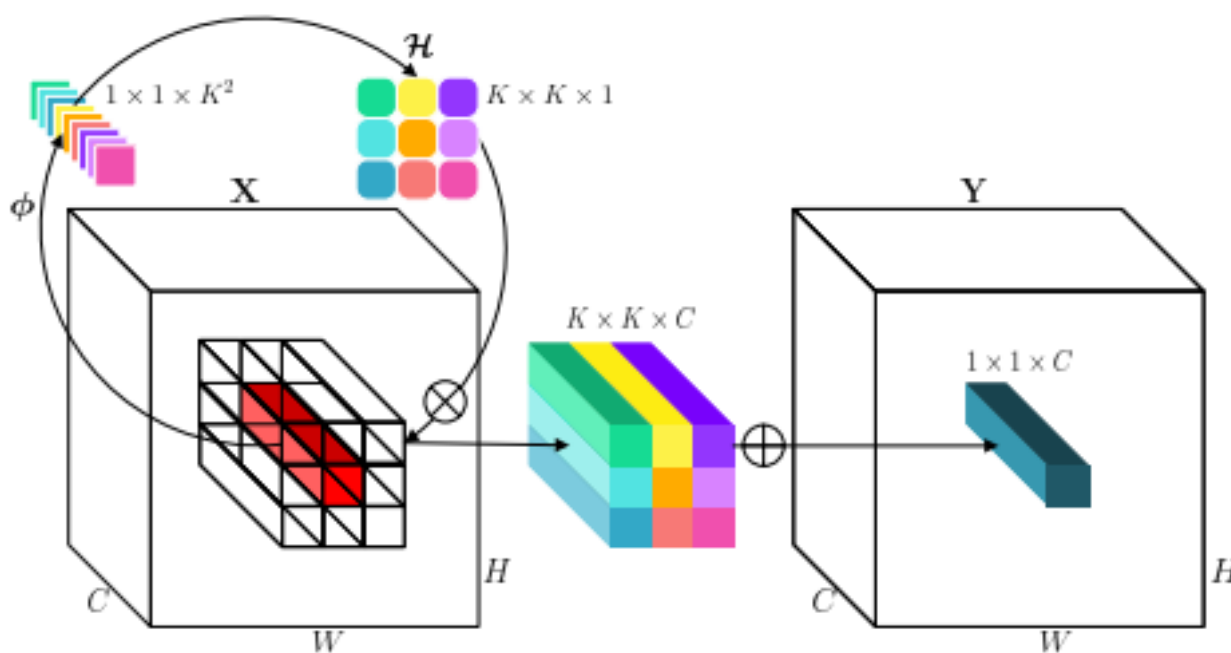 𝓗
1 × 1 × K²
K × K × 1
ϕ
X
Y
K × K × C
1 × 1 × C
H
H
C
C
W
W